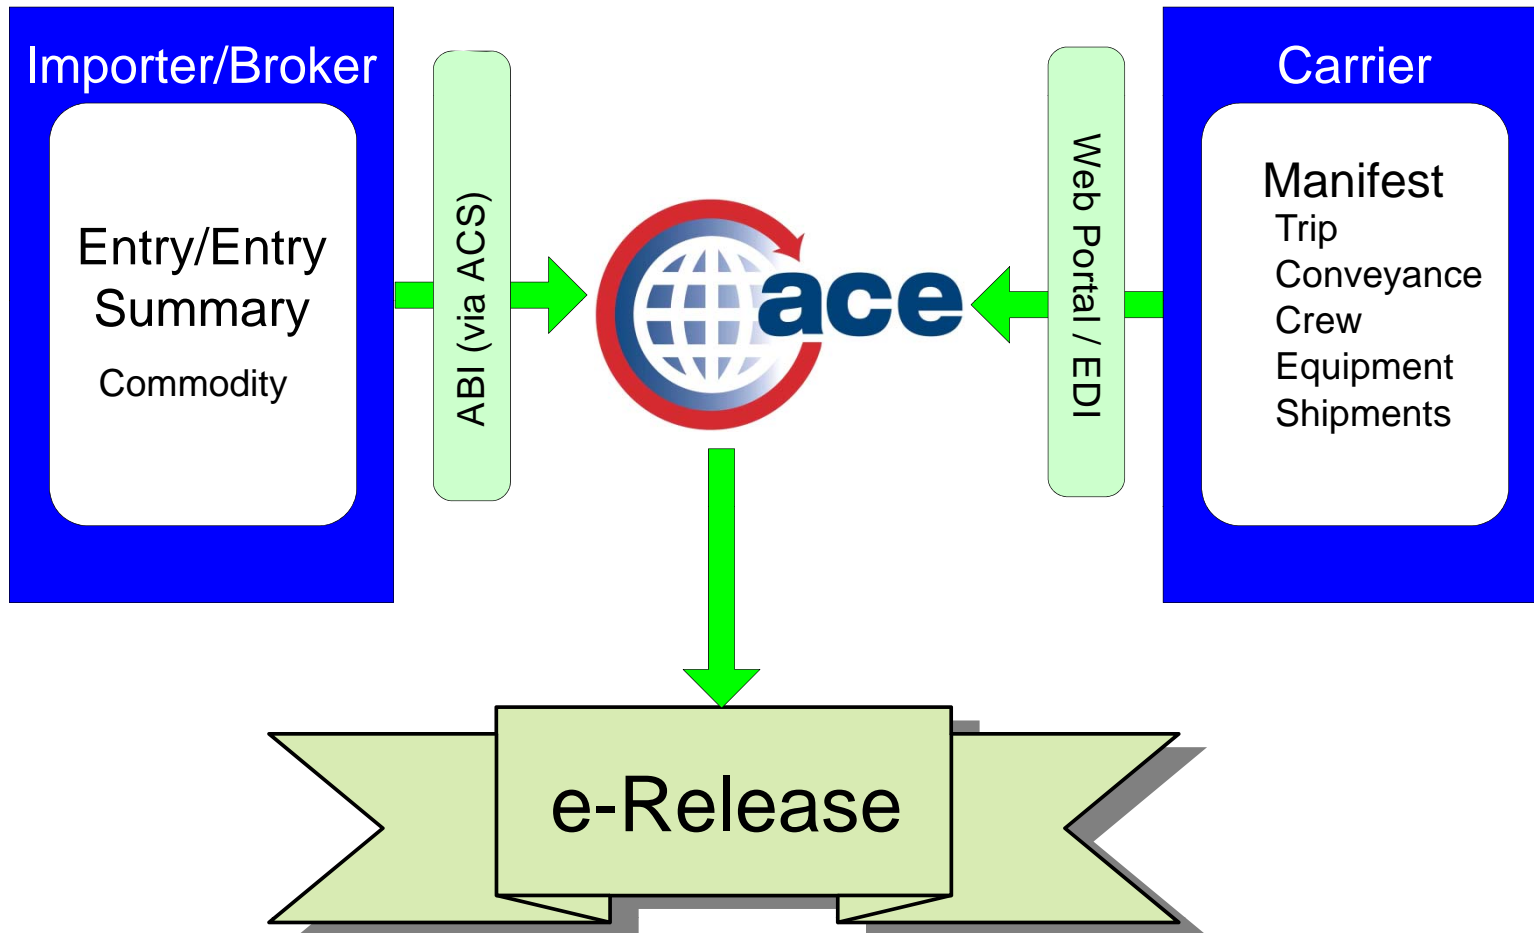 Importer/Broker
Entry/Entry
Summary
Commodity
ABI (via ACS)
ace
Web Portal / EDI
Carrier
Manifest
Trip
Conveyance
Crew
Equipment
Shipments
e-Release